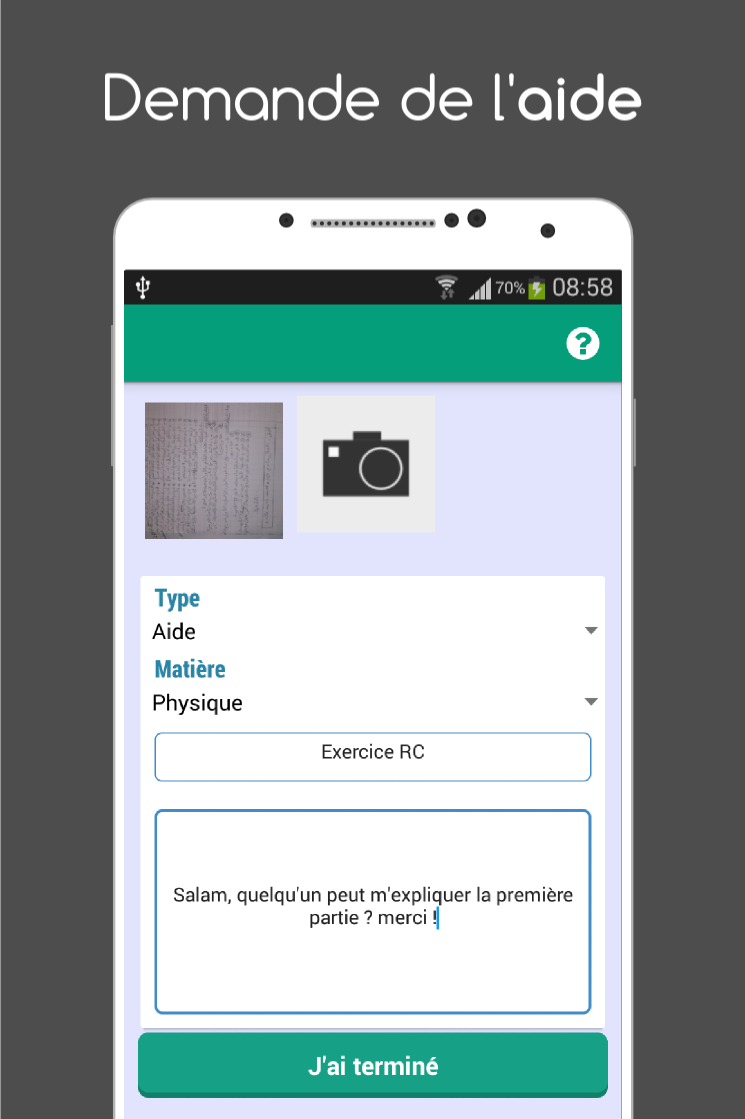 Demande de l'aide
70% 08:58
?
Type
Aide
Matière
Physique
Exercice RC
Salam, quelqu'un peut m'expliquer la première
partie ? merci !
J'ai terminé